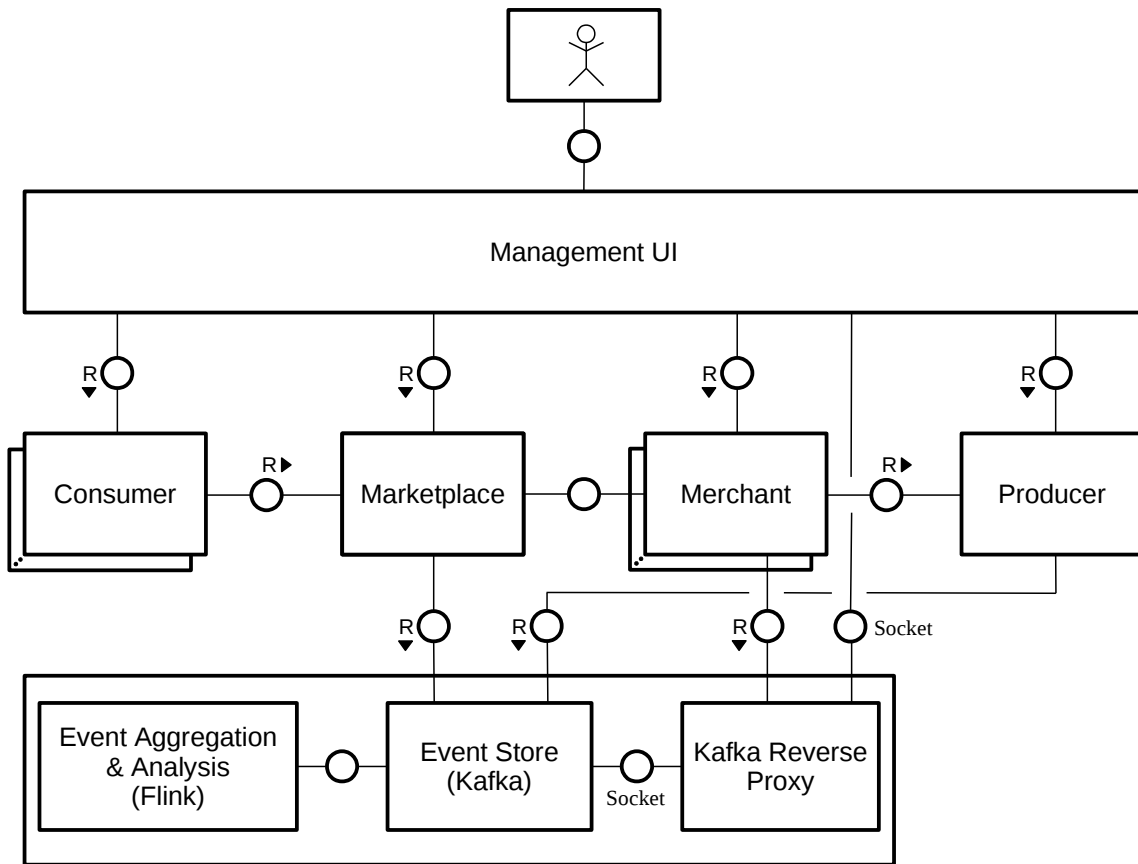 Management UI
R
R
R
R
Consumer
R
Marketplace
Merchant
R
Producer
R
R
R
Socket
Event Aggregation
& Analysis
(Flink)
Event Store
(Kafka)
Socket
Kafka Reverse
Proxy